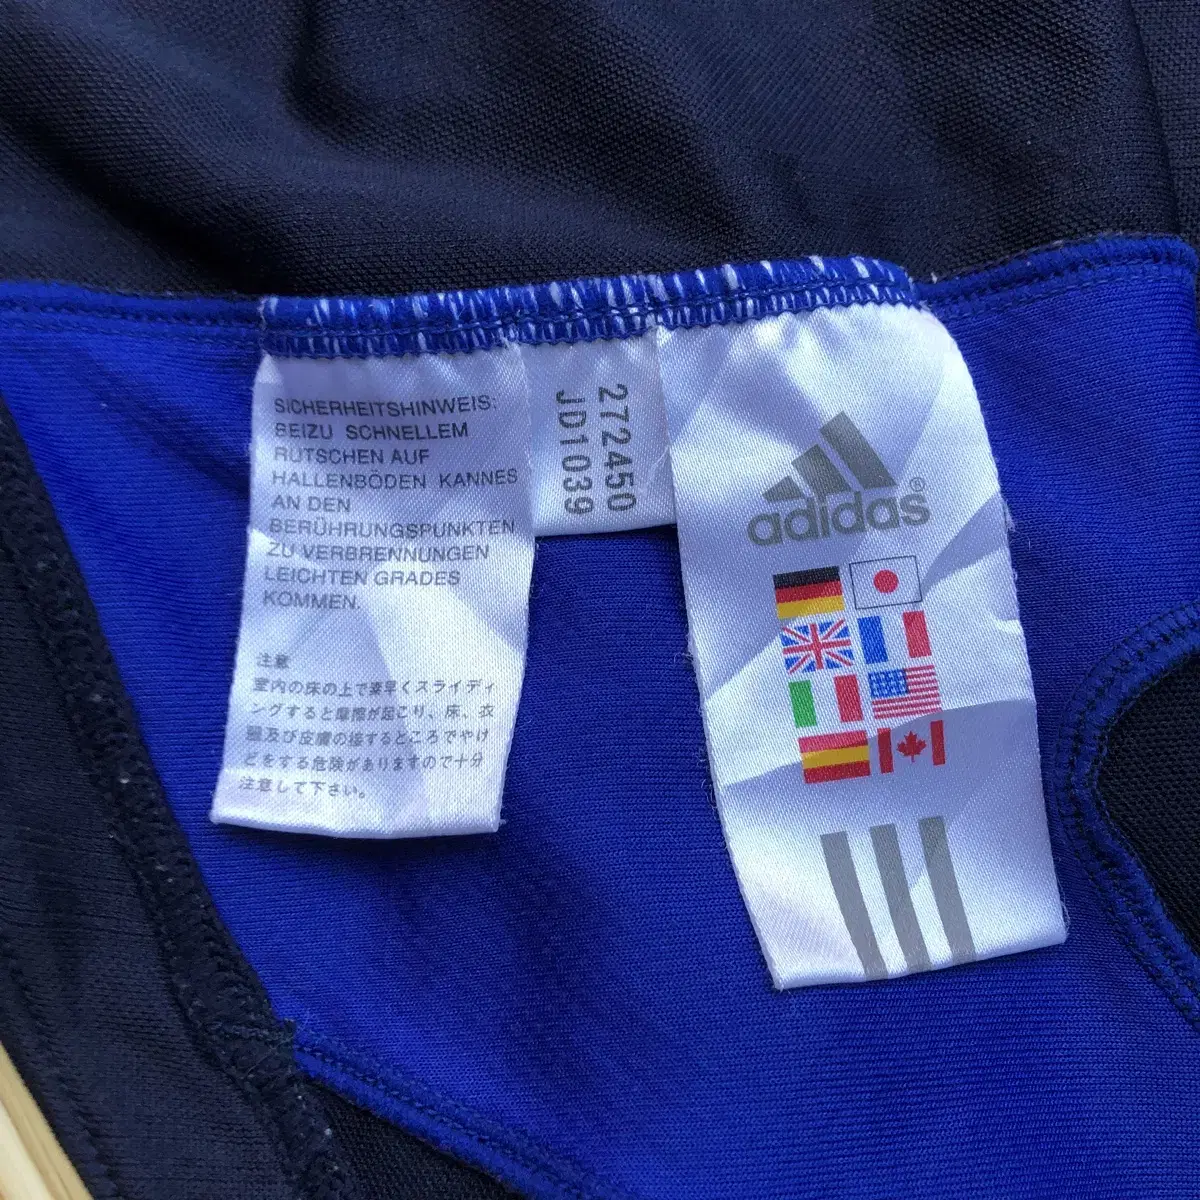 SICHERHEITSHINWEIS:
BEIZU SCHNELLEM
RUTSCHEN AUF
HALLENBÖDEN KANNES
AN DEN
BERÜHRUNGSPUNKTEN
ZU VERBRENNUNGEN
LEICHTEN GRADES
KOMMEN.
注意
室内の床の上で素早くスライディ
ングすると摩擦が起こり、床、衣
類及び皮膚の接するところでやけ
どをする危険がありますので十分
注意して下さい。
272450
JD1039
adidas®